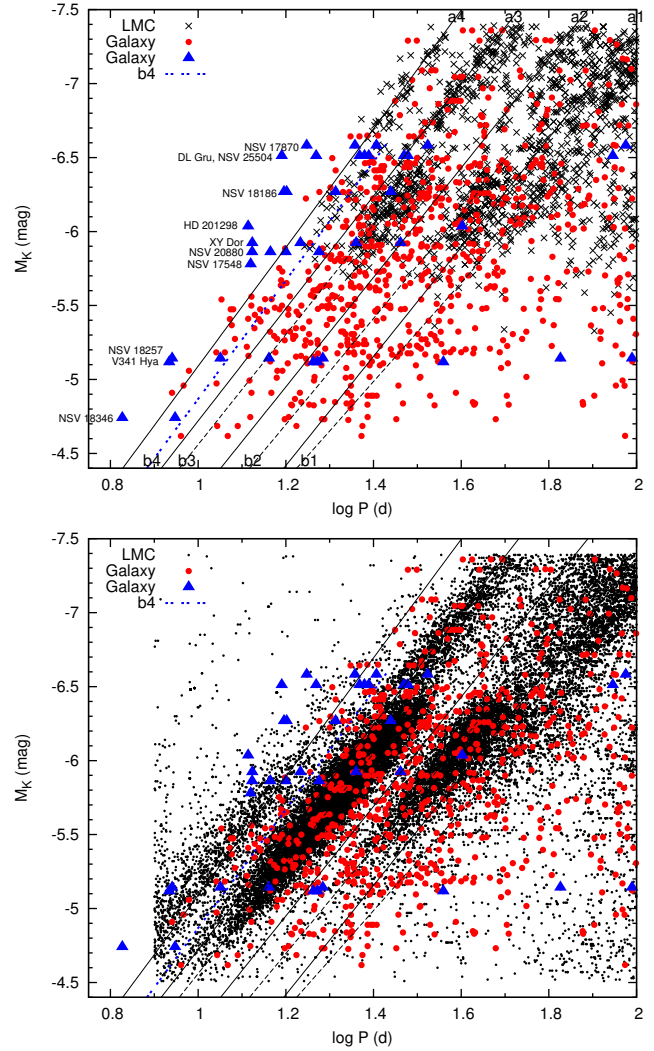 -7.5
-7
-6.5
-6
-5.5
-5
-4.5
M_K (mag)
LMC
Galaxy
Galaxy
b4
a4 a3 a2 a1
NSV 17870
DL Gru, NSV 25504
NSV 18186
HD 201298
XY Dor
NSV 20880
NSV 17548
NSV 18257
V341 Hya
NSV 18346
b4 b3 b2 b1
0.8 1 1.2 1.4 1.6 1.8 2
log P (d)
-7.5
-7
-6.5
-6
-5.5
-5
-4.5
M_K (mag)
LMC
Galaxy
Galaxy
b4
0.8 1 1.2 1.4 1.6 1.8 2
log P (d)